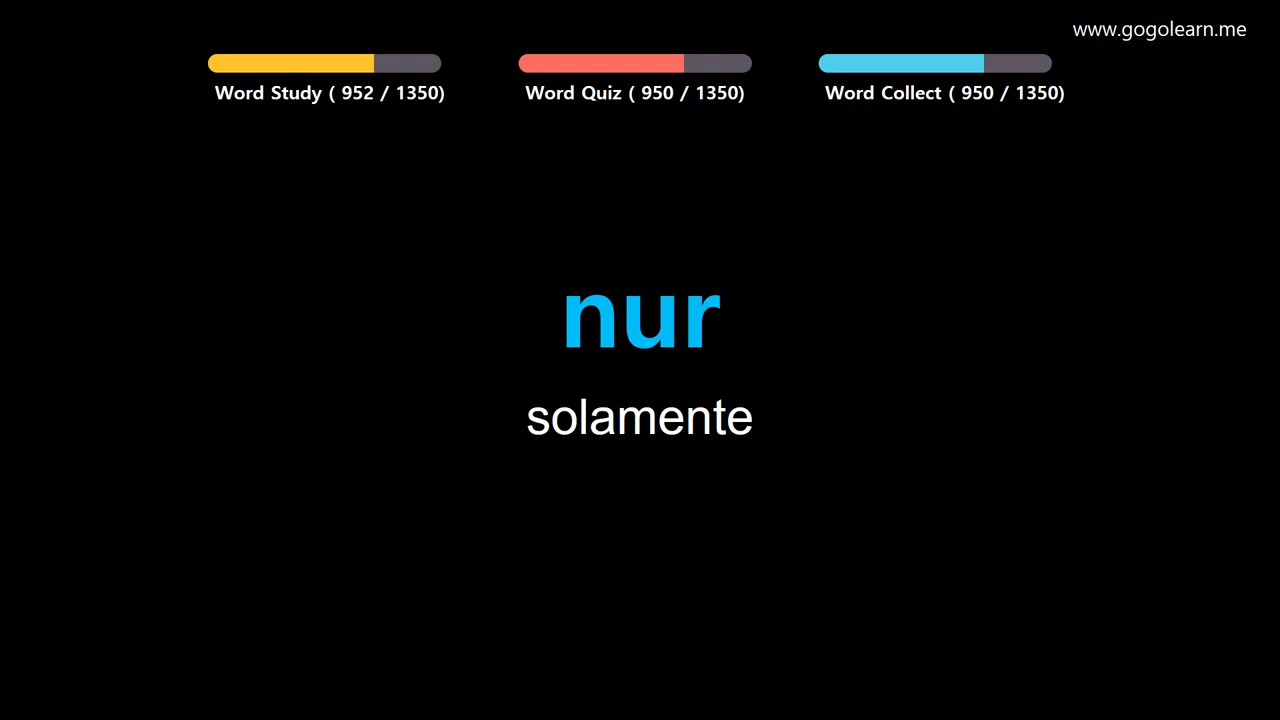 www.gogolearn.me
Word Study ( 952 / 1350)
Word Quiz ( 950 / 1350)
Word Collect ( 950 / 1350)
nur
solamente